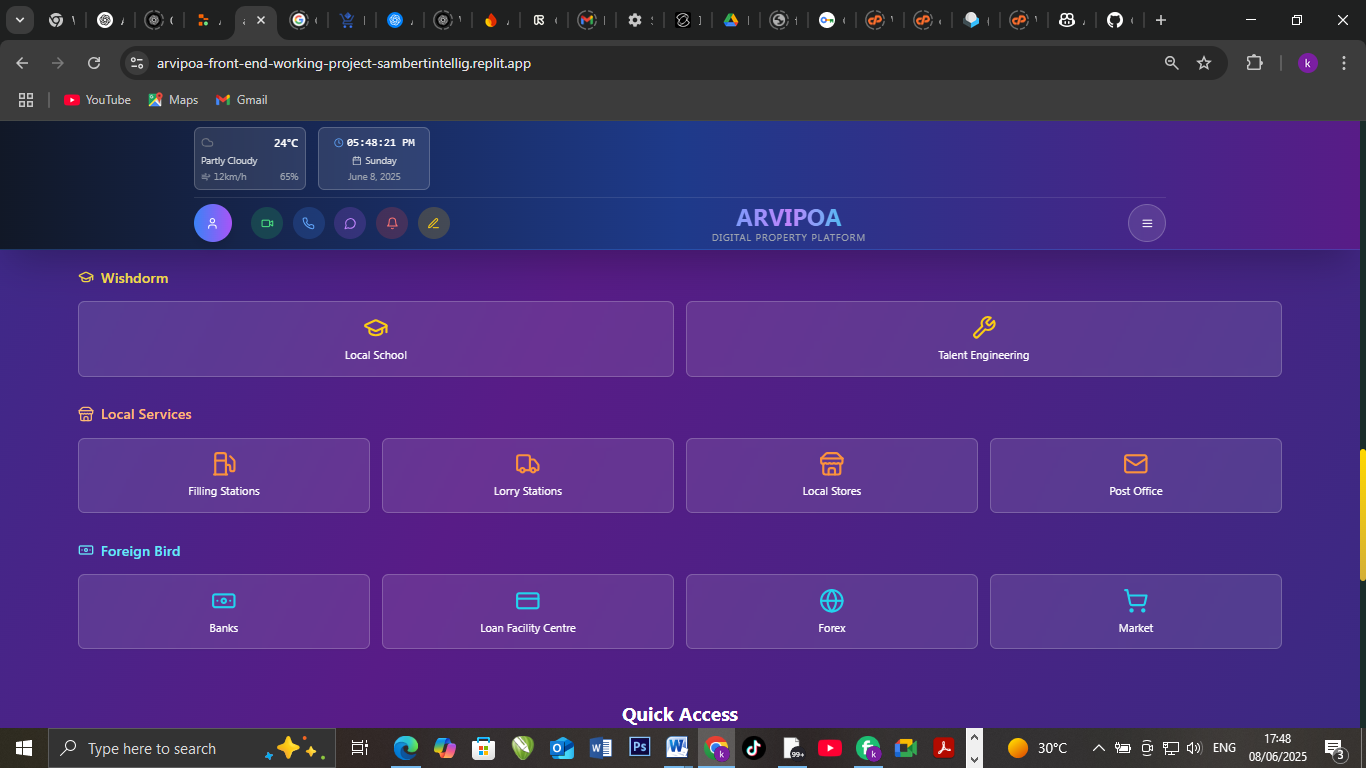 arvipoa-front-end-working-project-sambertintellig.replit.app
k
YouTube
Maps
Gmail
24°C
Partly Cloudy
12km/h
65%
05:48:21 PM
Sunday
June 8, 2025
ARVIPOA
DIGITAL PROPERTY PLATFORM
Wishdorm
Local School
Talent Engineering
Local Services
Filling Stations
Lorry Stations
Local Stores
Post Office
Foreign Bird
Banks
Loan Facility Centre
Forex
Market
Quick Access
Type here to search
Ps
99+
k
k
30°C
ENG
17:48
08/06/2025
3